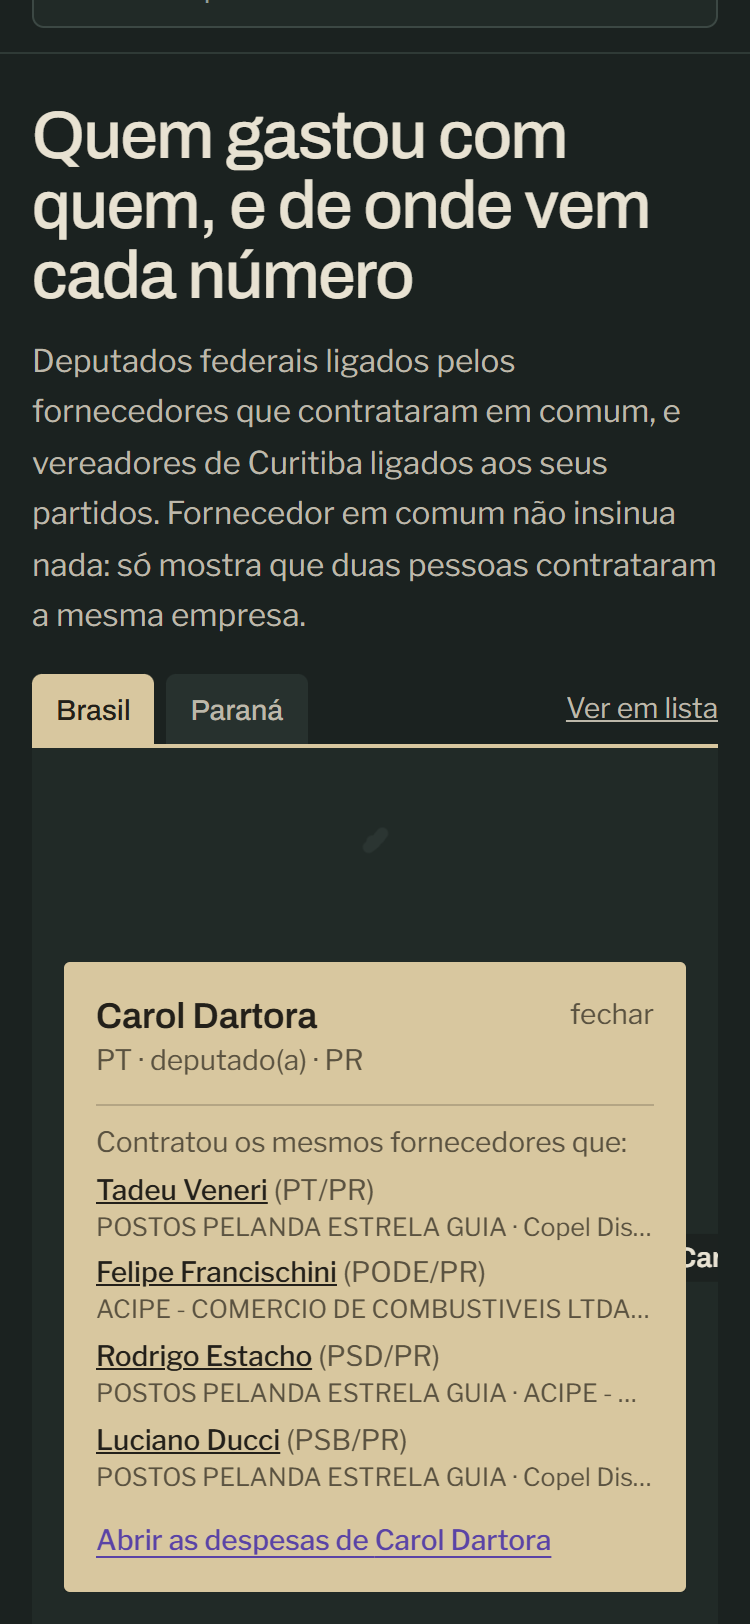 Quem gastou com
quem, e de onde vem
cada número
Deputados federais ligados pelos
fornecedores que contrataram em comum, e
vereadores de Curitiba ligados aos seus
partidos. Fornecedor em comum não insinua
nada: só mostra que duas pessoas contrataram
a mesma empresa.
Brasil
Paraná
Ver em lista
Carol Dartora
fechar
PT · deputado(a) · PR
Contratou os mesmos fornecedores que:
Tadeu Veneri (PT/PR)
POSTOS PELANDA ESTRELA GUIA · Copel Dis...
Felipe Francischini (PODE/PR)
ACIPE - COMERCIO DE COMBUSTIVEIS LTDA...
Rodrigo Estacho (PSD/PR)
POSTOS PELANDA ESTRELA GUIA · ACIPE - ...
Luciano Ducci (PSB/PR)
POSTOS PELANDA ESTRELA GUIA · Copel Dis...
Abrir as despesas de Carol Dartora